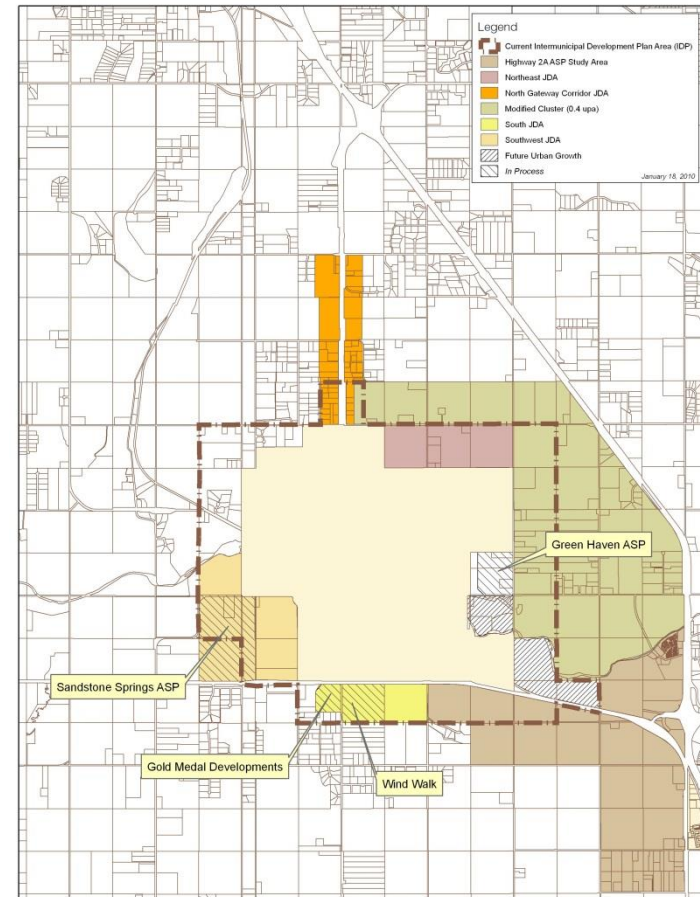 Legend
Current Intermunicipal Development Plan Area (IDP)
Highway 2A ASP Study Area
Northeast JDA
North Gateway Corridor JDA
Modified Cluster (0.4 upa)
South JDA
Southwest JDA
Future Urban Growth
In Process
January 18, 2010
Green Haven ASP
Sandstone Springs ASP
Gold Medal Developments
Wind Walk